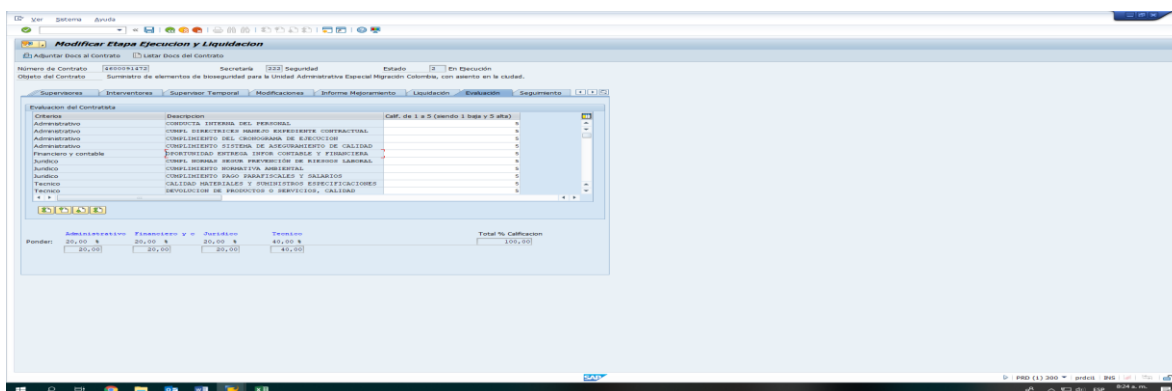 Ver Sistema Ayuda
Modificar Etapa Ejecucion y Liquidacion
Adjuntar Docs al Contrato Listar Docs del Contrato
Número de Contrato 4600091472 Secretaría 222 Seguridad Estado 2 En Ejecución
Objeto del Contrato Suministro de elementos de bioseguridad para la Unidad Administrativa Especial Migración Colombia, con asiento en la ciudad.
Supervisores Interventores Supervisor Temporal Modificaciones Informe Mejoramiento Liquidación Evaluación Seguimiento
Evaluacion del Contratista
Criterios Descripcion Calif. de 1 a 5 (siendo 1 baja y 5 alta)
Administrativo CONDUCTA INTERNA DEL PERSONAL 5
Administrativo CUMPL DIRECTRICES MANEJO EXPEDIENTE CONTRACTUAL 5
Administrativo CUMPLIMIENTO DEL CRONOGRAMA DE EJECUCION 5
Administrativo CUMPLIMIENTO SISTEMA DE ASEGURAMIENTO DE CALIDAD 5
Financiero y contable OPORTUNIDAD ENTREGA INFOR CONTABLE Y FINANCIERA 5
Juridico CUMPL NORMAS SEGUR PREVENCIÓN DE RIESGOS LABORAL 5
Juridico CUMPLIMIENTO NORMATIVA AMBIENTAL 5
Juridico CUMPLIMIENTO PAGO PARAFISCALES Y SALARIOS 5
Tecnico CALIDAD MATERIALES Y SUMINISTROS ESPECIFICACIONES 5
Tecnico DEVOLUCION DE PRODUCTOS O SERVICIOS, CALIDAD 5
Administrativo Financiero y c Juridico Tecnico Total % Calificacion
Ponder: 20,00 % 20,00 % 20,00 % 40,00 % 100,00
20,00 20,00 20,00 40,00
SAP
PRD (1) 300 INS
ESP 8:24 a. m.